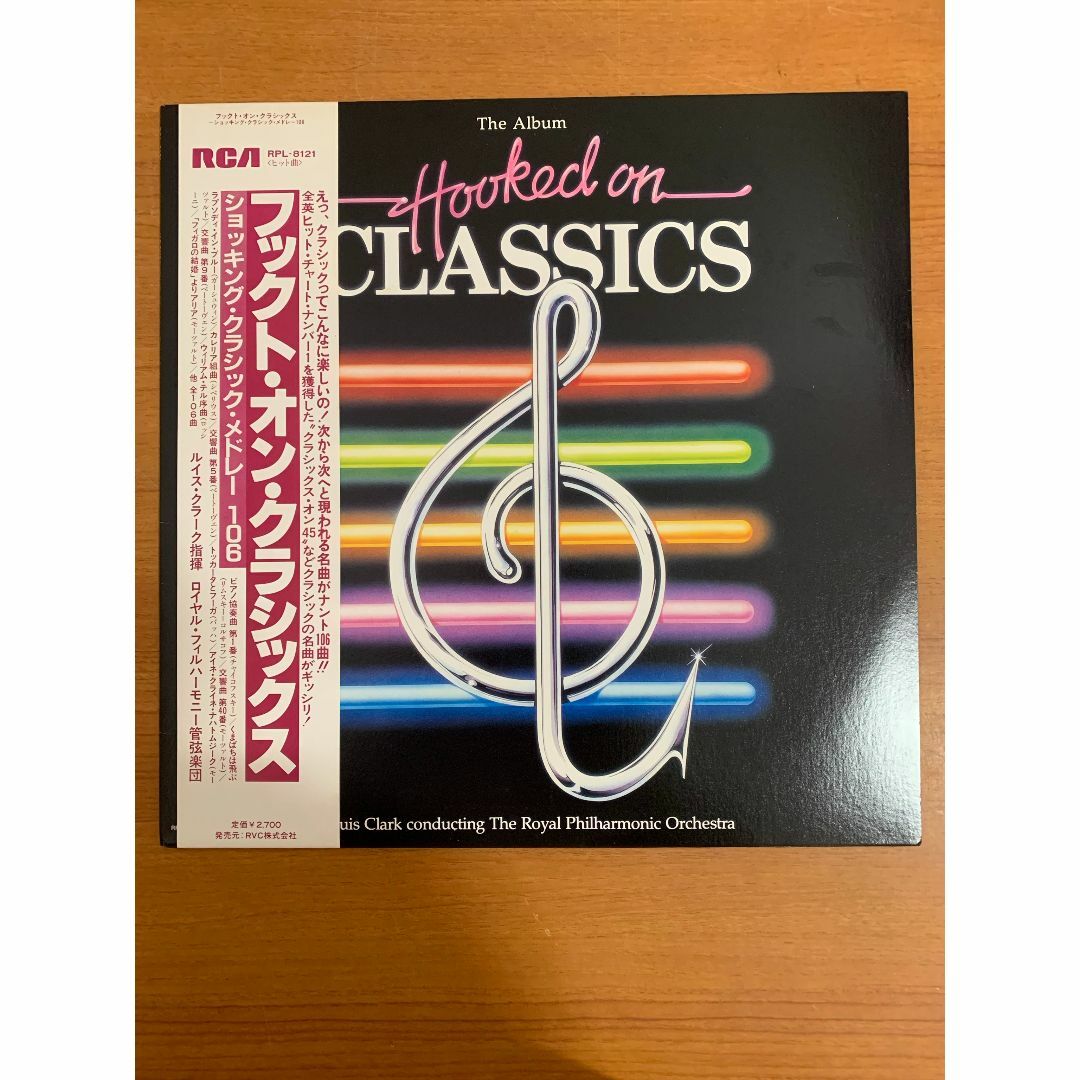 フックト・オン・クラシックス
−ショッキング・クラシック・メドレー106
RCA
RPL-8121
〈ヒット曲〉
えっ、クラシックってこんなに楽しいの！次から次へと現われる名曲がナント106曲!!
全英ヒット・チャート・ナンバー1を獲得した“クラシックス・オン45”などクラシックの名曲がギッシリ！
フックト・オン・クラシックス
ショッキング・クラシック・メドレー 106
ピアノ協奏曲 第1番(チャイコフスキー)／くまばちは飛ぶ
(リムスキー=コルサコフ)／交響曲 第40番(モーツァルト)／
ラプソディ・イン・ブルー(ガーシュウィン)／カレリア組曲(シベリウス)／交響曲 第5番(ベートーヴェン)／トッカータとフーガ(バッハ)／アイネ・クライネ・ナハトムジーク(モー
ツァルト)／交響曲 第9番(ベートーヴェン)／ウィリアム・テル序曲(ロッシ
ーニ)／「フィガロの結婚」よりアリア(モーツァルト)／他 全106曲
ルイス・クラーク指揮 ロイヤル・フィルハーモニー管弦楽団
定価￥2,700
発売元：RVC株式会社
The Album
Hooked on
CLASSICS
uis Clark conducting The Royal Philharmonic Orchestra